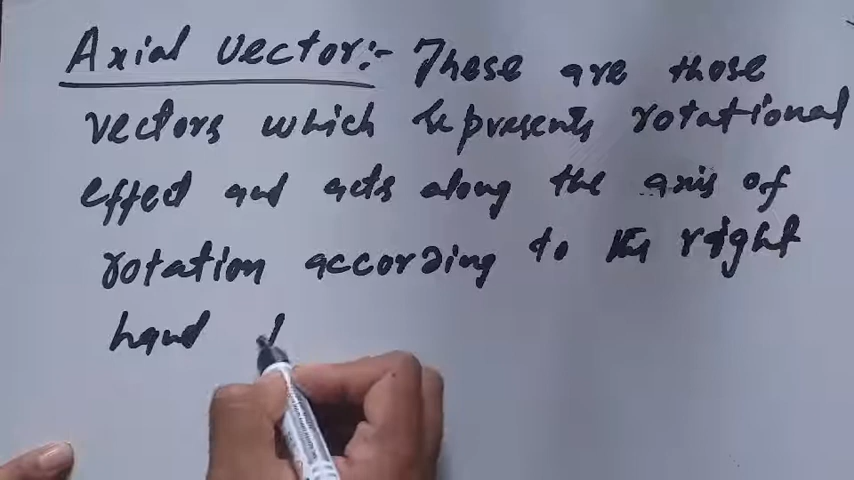 Axial Vector:- These are those
vectors which represents rotational
effect and acts along the axis of
rotation according to the right
hand